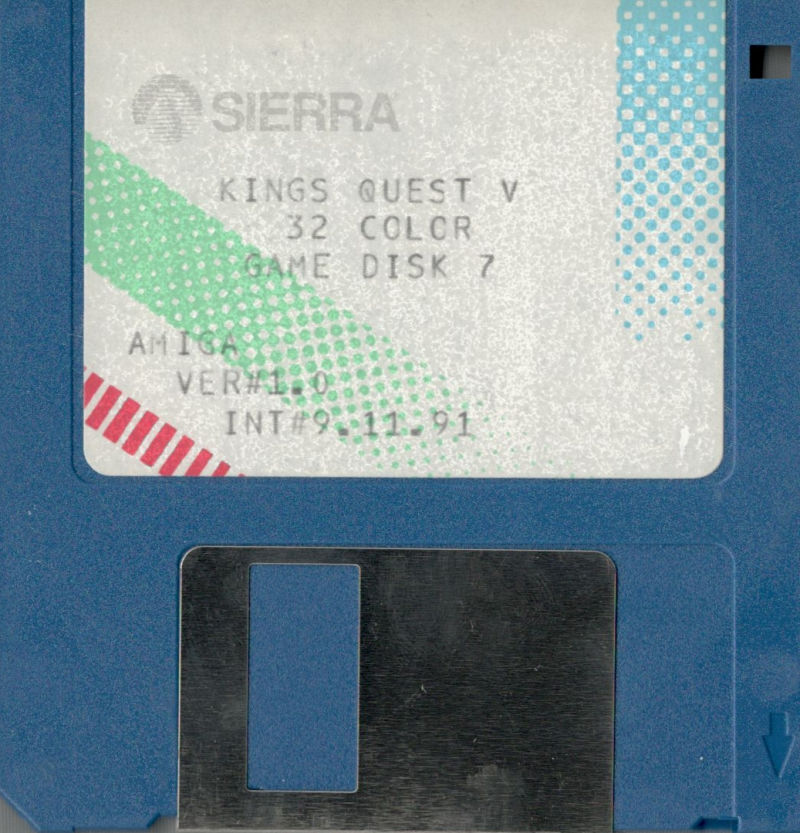 SIERRA
KINGS QUEST V
32 COLOR
GAME DISK 7
AMIGA
VER#1.0
INT#9.11.91